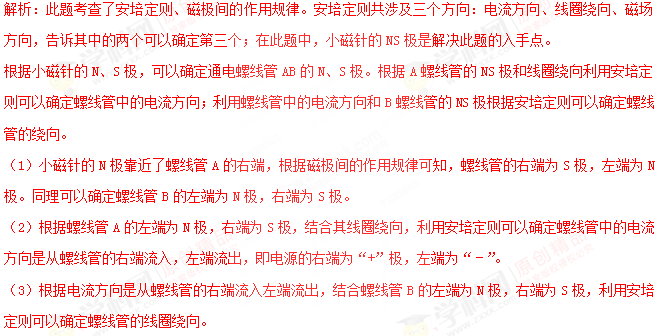 解析：此题考查了安培定则、磁极间的作用规律。安培定则共涉及三个方向：电流方向、线圈绕向、磁场
方向，告诉其中的两个可以确定第三个；在此题中，小磁针的NS极是解决此题的入手点。
根据小磁针的N、S极，可以确定通电螺线管AB的N、S极。根据A螺线管的NS极和线圈绕向利用安培定
则可以确定螺线管中的电流方向；利用螺线管中的电流方向和B螺线管的NS极根据安培定则可以确定螺线
管的绕向。
（1）小磁针的N极靠近了螺线管A的右端，根据磁极间的作用规律可知，螺线管的右端为S极，左端为N
极。同理可以确定螺线管B的左端为N极，右端为S极。
（2）根据螺线管A的左端为N极，右端为S极，结合其线圈绕向，利用安培定则可以确定螺线管中的电流
方向是从螺线管的右端流入，左端流出，即电源的右端为“+”极，左端为“－”。
（3）根据电流方向是从螺线管的右端流入左端流出，结合螺线管B的左端为N极，右端为S极，利用安培
定则可以确定螺线管的线圈绕向。